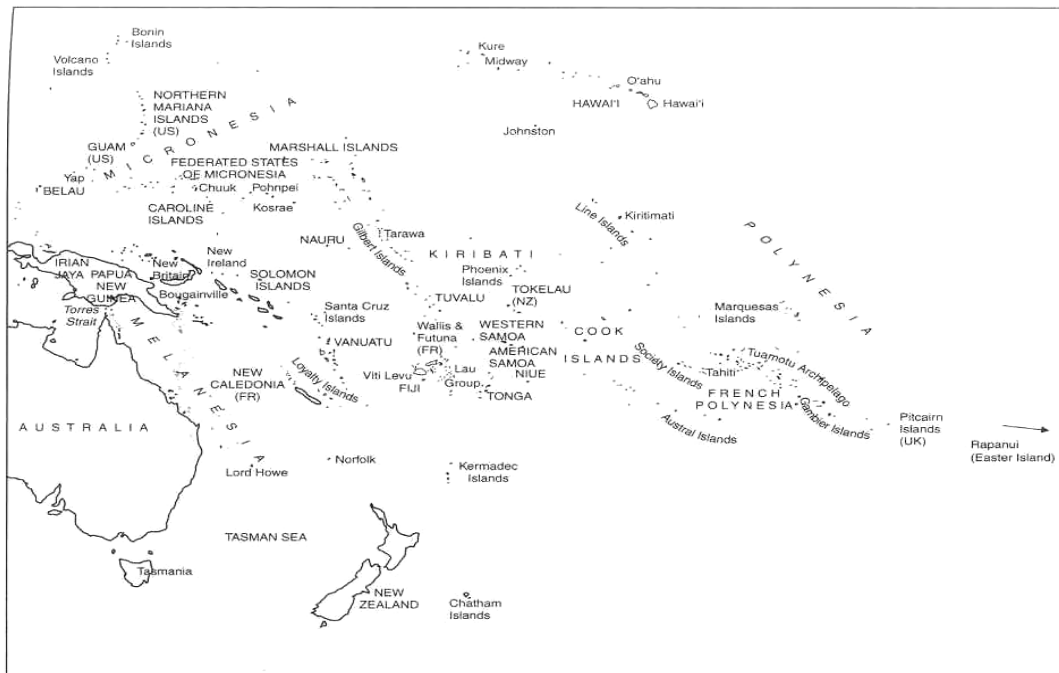 Bonin
Islands
Volcano
Islands
Kure
Midway
O'ahu
HAWAI'I
Hawai'i
NORTHERN
MARIANA
ISLANDS
(US)
MICRONESIA
Johnston
GUAM
(US)
MARSHALL ISLANDS
FEDERATED STATES
OF MICRONESIA
Yap
BELAU
Chuuk
Pohnpei
CAROLINE
ISLANDS
Kosrae
Line Islands
Kiritimati
POLYNESIA
Gilbert Islands
Tarawa
NAURU
KIRIBATI
New
Ireland
IRIAN
JAYA
PAPUA
NEW
GUINEA
New
Britain
SOLOMON
ISLANDS
Phoenix
Islands
Bougainville
TUVALU
TOKELAU
(NZ)
Torres
Strait
Santa Cruz
Islands
Marquesas
Islands
MELANESIA
Wallis &
Futuna
(FR)
WESTERN
SAMOA
COOK
ISLANDS
VANUATU
AMERICAN
SAMOA
Society Islands
Tuamotu Archipelago
NEW
CALEDONIA
(FR)
Loyalty Islands
Viti Levu
FIJI
Lau
Group
NIUE
Tahiti
TONGA
FRENCH
POLYNESIA
Gambier Islands
Austral Islands
Pitcairn
Islands
(UK)
Rapanui
(Easter Island)
AUSTRALIA
Lord Howe
Norfolk
Kermadec
Islands
TASMAN SEA
Tasmania
NEW
ZEALAND
Chatham
Islands